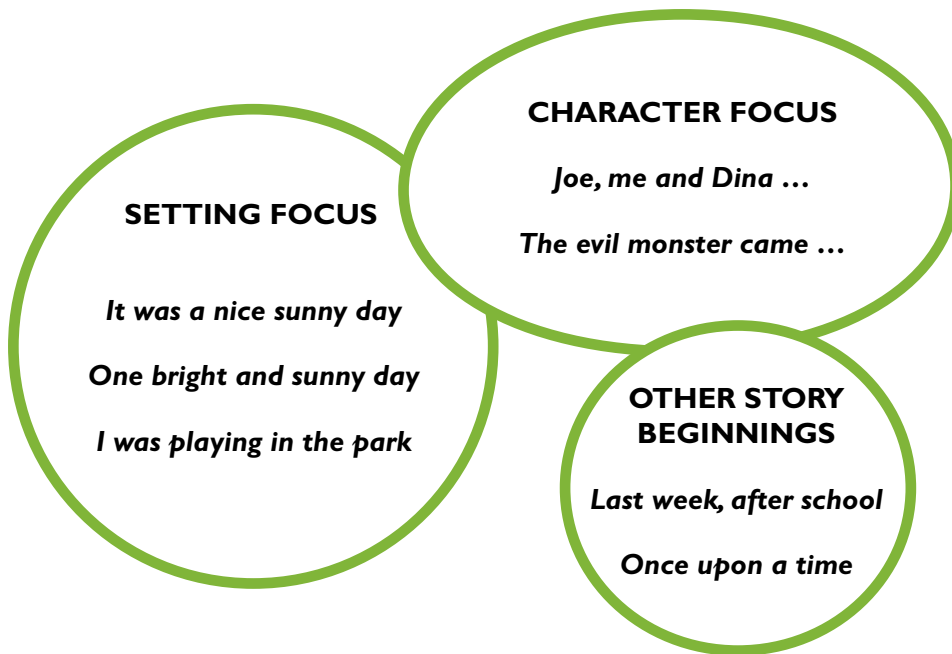 SETTING FOCUS
It was a nice sunny day
One bright and sunny day
I was playing in the park
CHARACTER FOCUS
Joe, me and Dina …
The evil monster came …
OTHER STORY
BEGINNINGS
Last week, after school
Once upon a time